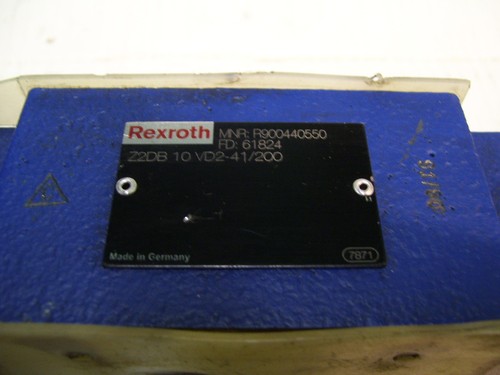 Rexroth MNR: R900440550
FD: 61824
Z2DB 10 VD2-41/200
Made in Germany
7871